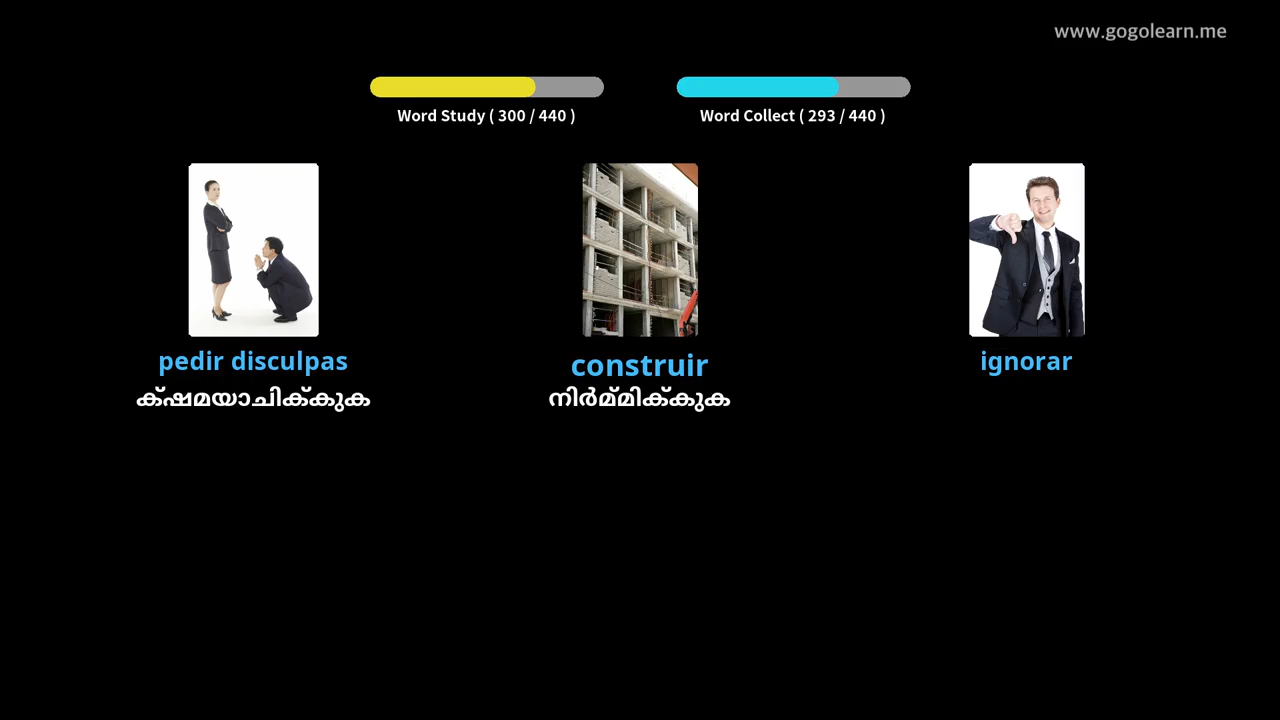 www.gogolearn.me
Word Study ( 300 / 440 )
Word Collect ( 293 / 440 )
pedir disculpas
construir
ignorar
ക്ഷമയാചിക്കുക
നിർമ്മിക്കുക